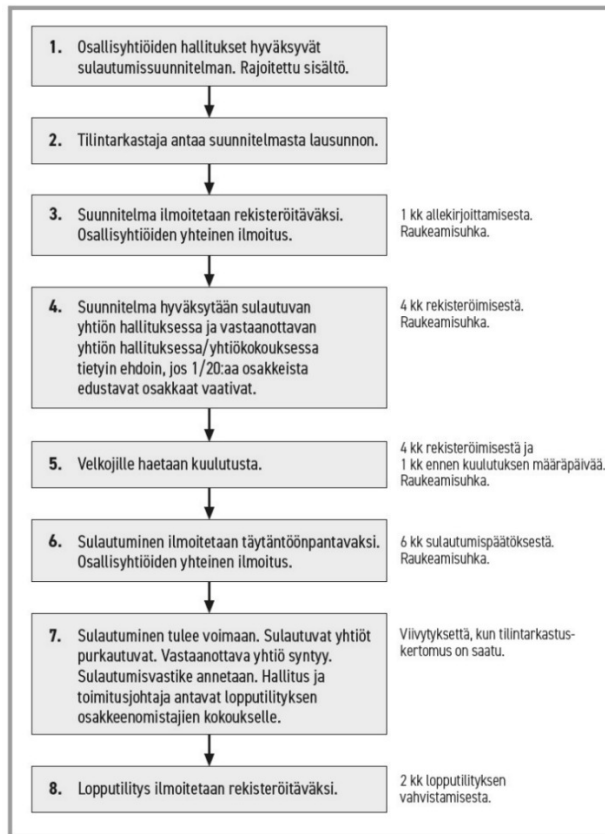 1. Osallisyhtiöiden hallitukset hyväksyvät
sulautumissuunnitelman. Rajoitettu sisältö.
2. Tilintarkastaja antaa suunnitelmasta lausunnon.
3. Suunnitelma ilmoitetaan rekisteröitäväksi.
Osallisyhtiöiden yhteinen ilmoitus.
1 kk allekirjoittamisesta.
Raukeamisuhka.
4. Suunnitelma hyväksytään sulautuvan
yhtiön hallituksessa ja vastaanottavan
yhtiön hallituksessa/yhtiökokouksessa
tietyin ehdoin, jos 1/20:aa osakkeista
edustavat osakkaat vaativat.
4 kk rekisteröimisestä.
Raukeamisuhka.
5. Velkojille haetaan kuulutusta.
4 kk rekisteröimisestä ja
1 kk ennen kuulutuksen määräpäivää.
Raukeamisuhka.
6. Sulautuminen ilmoitetaan täytäntöönpantavaksi.
Osallisyhtiöiden yhteinen ilmoitus.
6 kk sulautumispäätöksestä.
Raukeamisuhka.
7. Sulautuminen tulee voimaan. Sulautuvat yhtiöt
purkautuvat. Vastaanottava yhtiö syntyy.
Sulautumisvastike annetaan. Hallitus ja
toimitusjohtaja antavat lopputilityksen
osakkeenomistajien kokoukselle.
Viivytyksettä, kun tilintarkastus-
kertomus on saatu.
8. Lopputilitys ilmoitetaan rekisteröitäväksi.
2 kk lopputilityksen
vahvistamisesta.